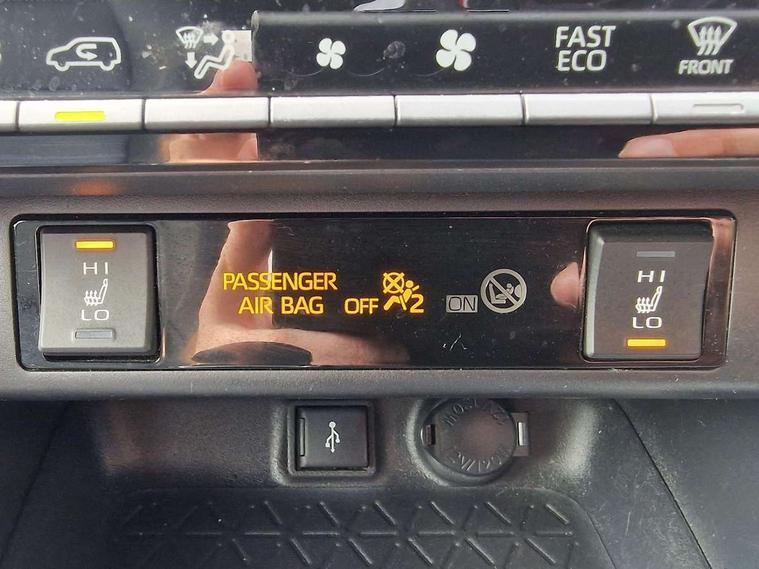 FAST
ECO
FRONT
HI
LO
PASSENGER
AIR BAG OFF 2 ON
HI
LO